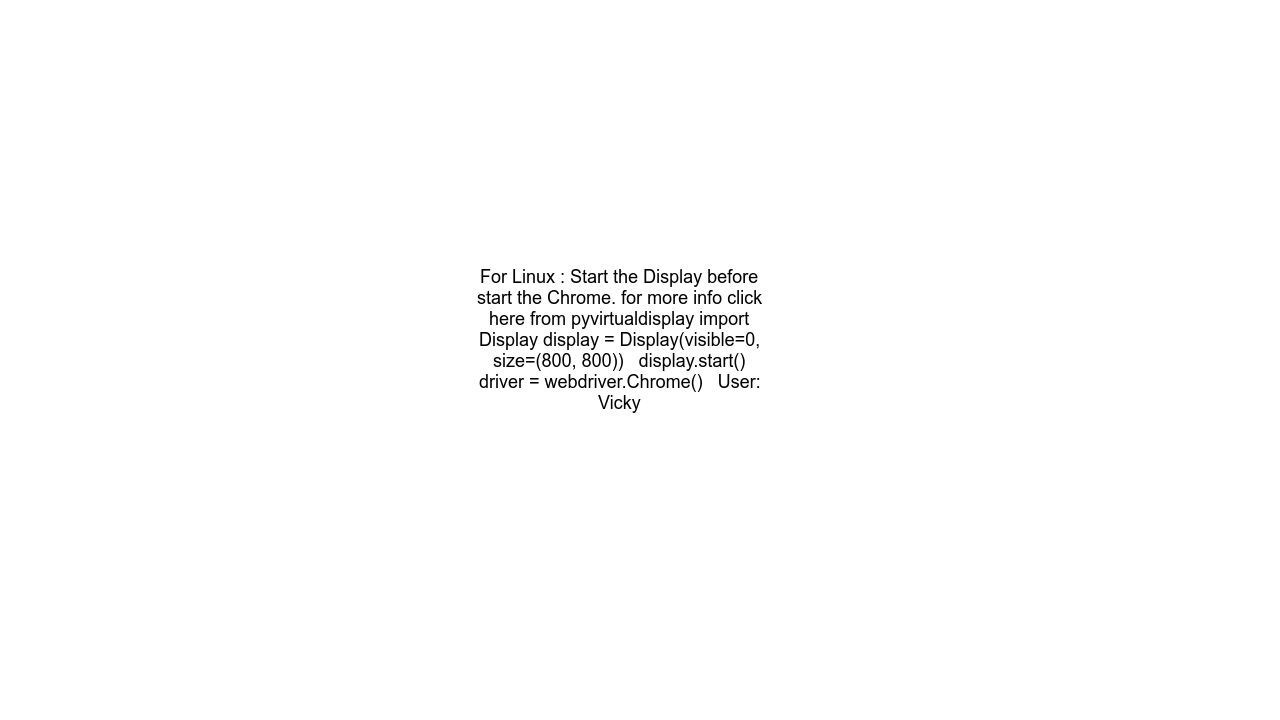 For Linux : Start the Display before
start the Chrome. for more info click
here from pyvirtualdisplay import
Display display = Display(visible=0,
size=(800, 800))   display.start()
driver = webdriver.Chrome()   User:
Vicky